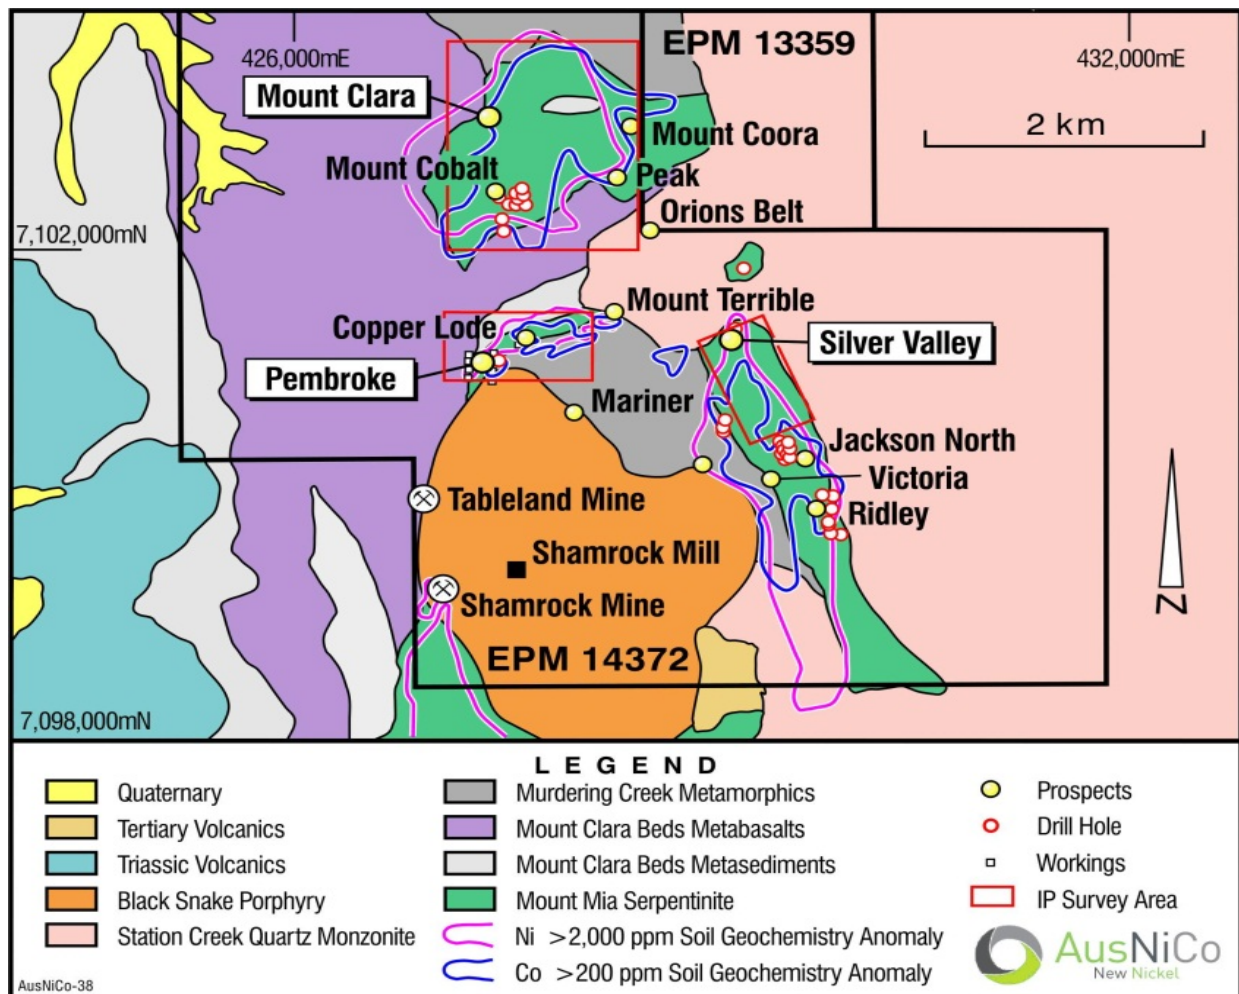 EPM 13359
426,000mE
432,000mE
Mount Clara
2 km
Mount Coora
Mount Cobalt
Peak
Orions Belt
7,102,000mN
Mount Terrible
Copper Lode
Silver Valley
Pembroke
Mariner
Jackson North
Victoria
Tableland Mine
Ridley
Shamrock Mill
Shamrock Mine
N
EPM 14372
7,098,000mN
LEGEND
Quaternary
Tertiary Volcanics
Triassic Volcanics
Black Snake Porphyry
Station Creek Quartz Monzonite
Murdering Creek Metamorphics
Mount Clara Beds Metabasalts
Mount Clara Beds Metasediments
Mount Mia Serpentinite
Ni >2,000 ppm Soil Geochemistry Anomaly
Co >200 ppm Soil Geochemistry Anomaly
Prospects
Drill Hole
Workings
IP Survey Area
AusNiCo
New Nickel
AusNiCo-38